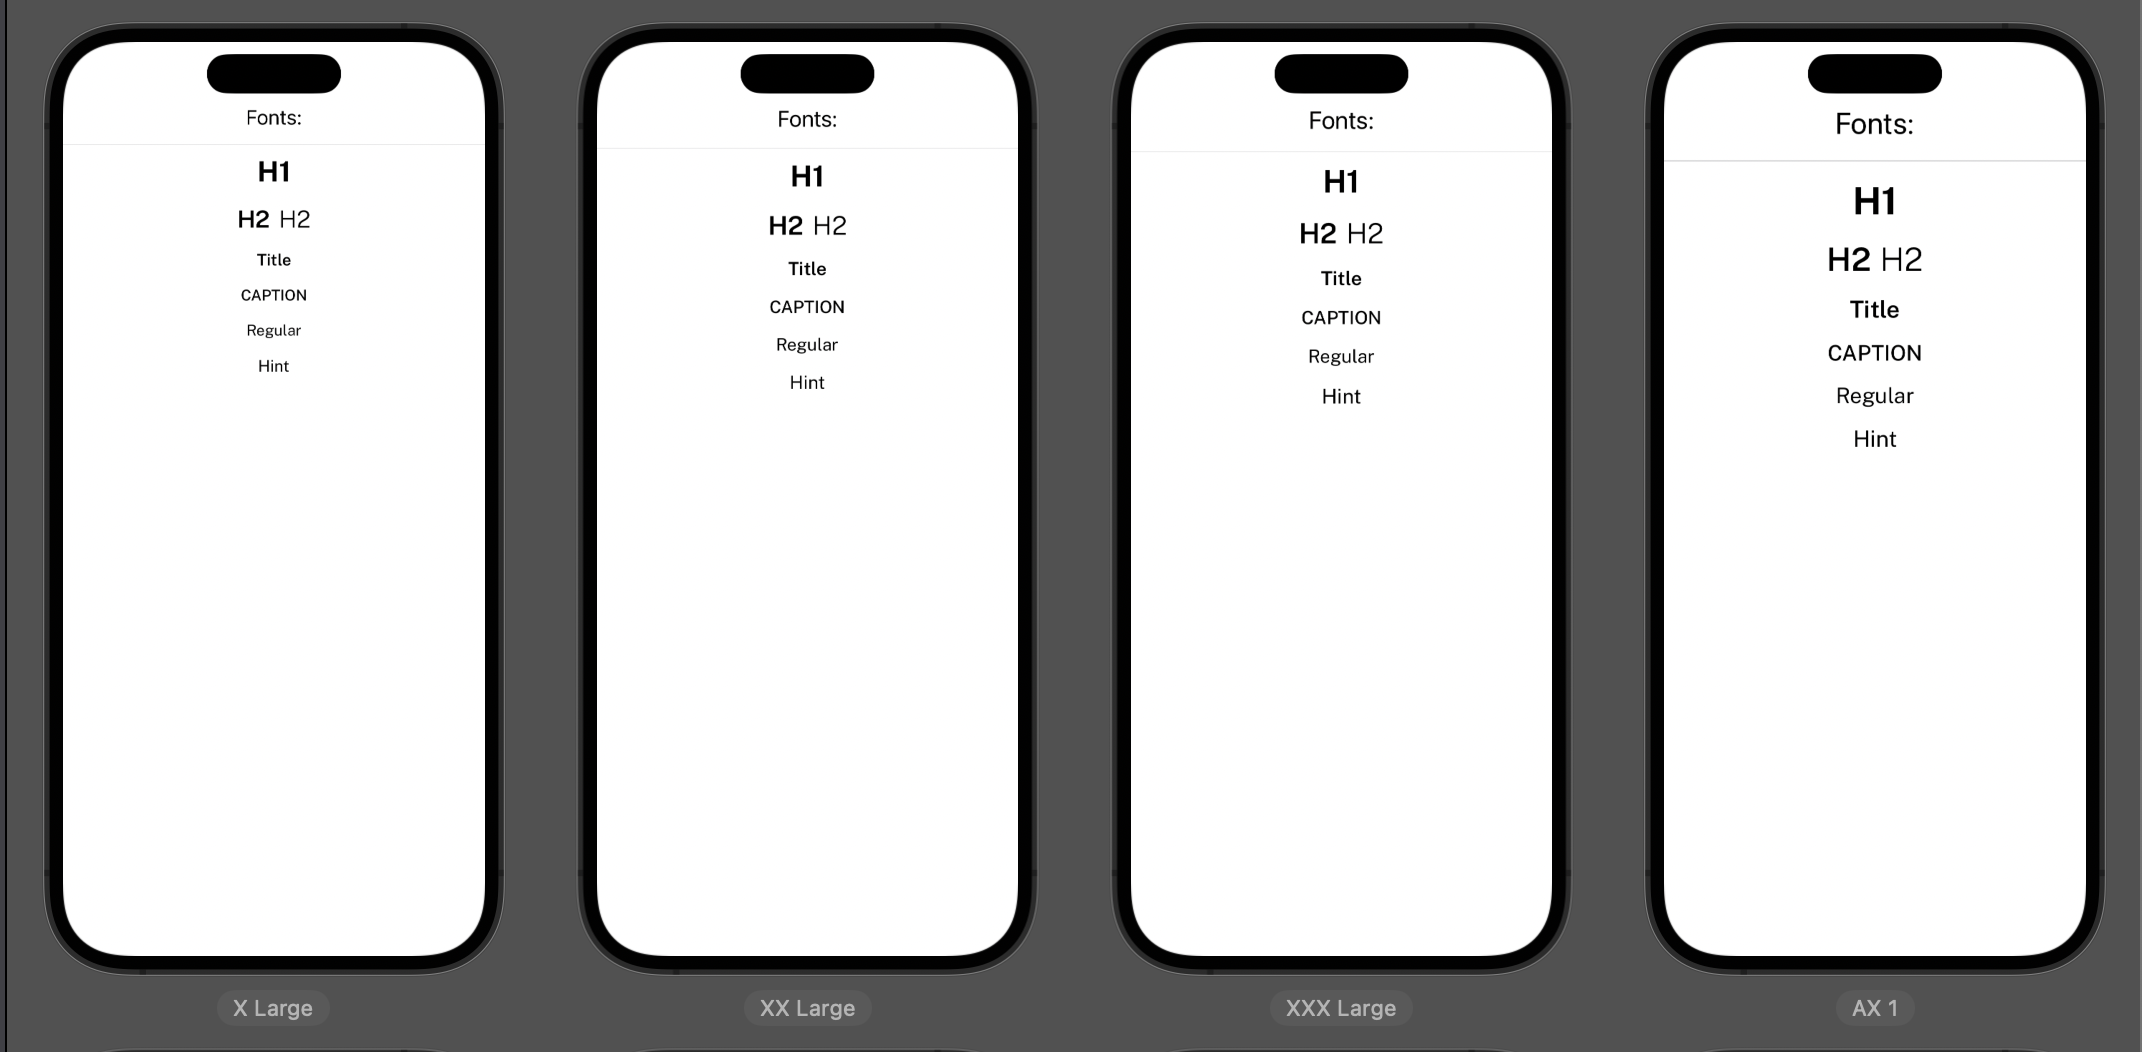 Fonts:
H1
H2 H2
Title
CAPTION
Regular
Hint
X Large
Fonts:
H1
H2 H2
Title
CAPTION
Regular
Hint
XX Large
Fonts:
H1
H2 H2
Title
CAPTION
Regular
Hint
XXX Large
Fonts:
H1
H2 H2
Title
CAPTION
Regular
Hint
AX 1